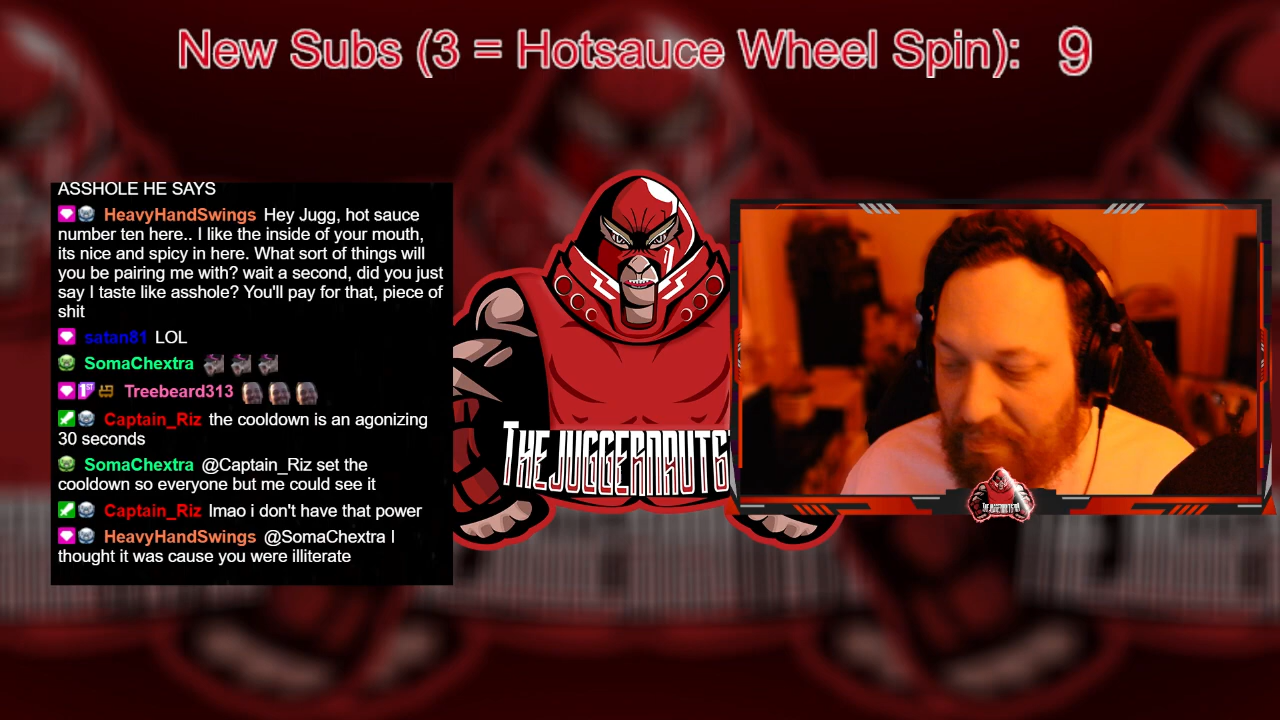 New Subs (3 = Hotsauce Wheel Spin): 9
ASSHOLE HE SAYS
HeavyHandSwings Hey Jugg, hot sauce
number ten here.. I like the inside of your mouth,
its nice and spicy in here. What sort of things will
you be pairing me with? wait a second, did you just
say I taste like asshole? You'll pay for that, piece of
shit
satan81 LOL
SomaChextra
1ST Treebeard313
Captain_Riz the cooldown is an agonizing
30 seconds
SomaChextra @Captain_Riz set the
cooldown so everyone but me could see it
Captain_Riz lmao i don't have that power
HeavyHandSwings @SomaChextra I
thought it was cause you were illiterate
THEJUGGERNAUT6